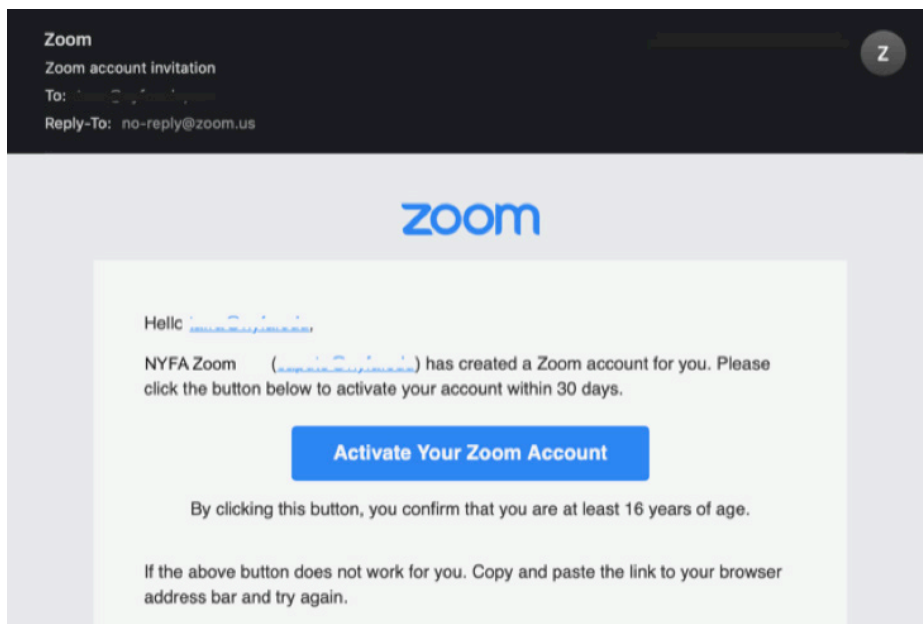 Zoom
Z
Zoom account invitation
To:
Reply-To: no-reply@zoom.us
zoom
Hello
NYFA Zoom ( ) has created a Zoom account for you. Please
click the button below to activate your account within 30 days.
Activate Your Zoom Account
By clicking this button, you confirm that you are at least 16 years of age.
If the above button does not work for you. Copy and paste the link to your browser
address bar and try again.